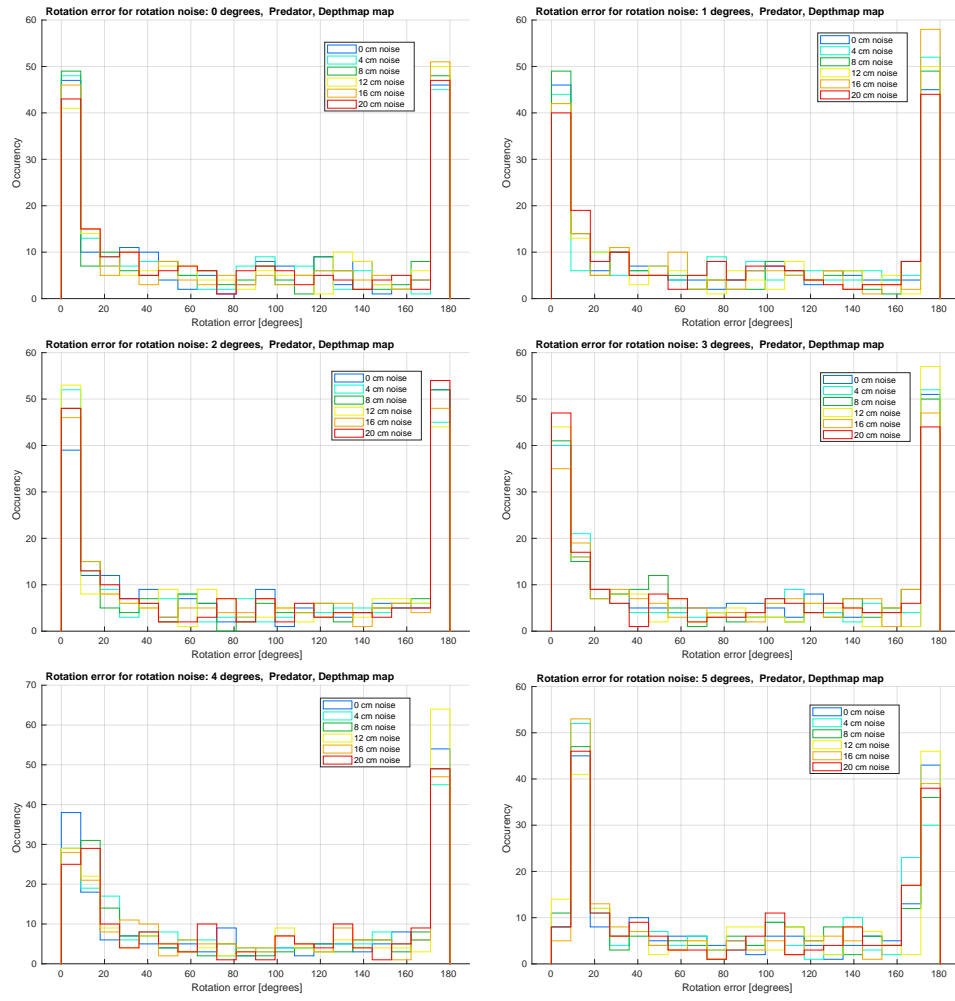 Rotation error for rotation noise: 0 degrees, Predator, Depthmap map
60
50
40
30
20
10
0
Occurency
0 cm noise
4 cm noise
8 cm noise
12 cm noise
16 cm noise
20 cm noise
0 20 40 60 80 100 120 140 160 180
Rotation error [degrees]
Rotation error for rotation noise: 1 degrees, Predator, Depthmap map
60
50
40
30
20
10
0
Occurency
0 cm noise
4 cm noise
8 cm noise
12 cm noise
16 cm noise
20 cm noise
0 20 40 60 80 100 120 140 160 180
Rotation error [degrees]
Rotation error for rotation noise: 2 degrees, Predator, Depthmap map
60
50
40
30
20
10
0
Occurency
0 cm noise
4 cm noise
8 cm noise
12 cm noise
16 cm noise
20 cm noise
0 20 40 60 80 100 120 140 160 180
Rotation error [degrees]
Rotation error for rotation noise: 3 degrees, Predator, Depthmap map
60
50
40
30
20
10
0
Occurency
0 cm noise
4 cm noise
8 cm noise
12 cm noise
16 cm noise
20 cm noise
0 20 40 60 80 100 120 140 160 180
Rotation error [degrees]
Rotation error for rotation noise: 4 degrees, Predator, Depthmap map
70
60
50
40
30
20
10
0
Occurency
0 cm noise
4 cm noise
8 cm noise
12 cm noise
16 cm noise
20 cm noise
0 20 40 60 80 100 120 140 160 180
Rotation error [degrees]
Rotation error for rotation noise: 5 degrees, Predator, Depthmap map
60
50
40
30
20
10
0
Occurency
0 cm noise
4 cm noise
8 cm noise
12 cm noise
16 cm noise
20 cm noise
0 20 40 60 80 100 120 140 160 180
Rotation error [degrees]